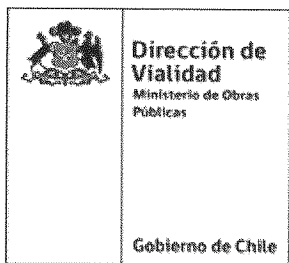 Dirección de
Vialidad
Ministerio de Obras
Públicas
Gobierno de Chile